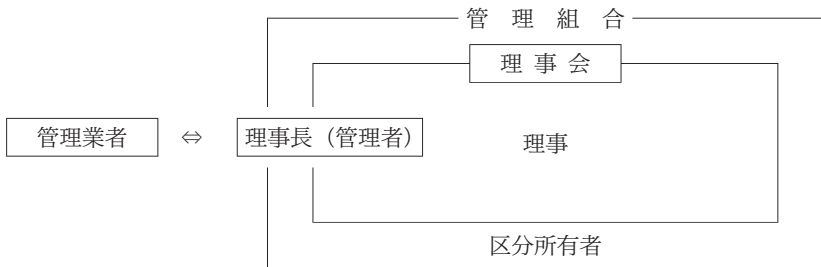 管理組合
理事会
管理業者 ⇔ 理事長（管理者） 理事
区分所有者